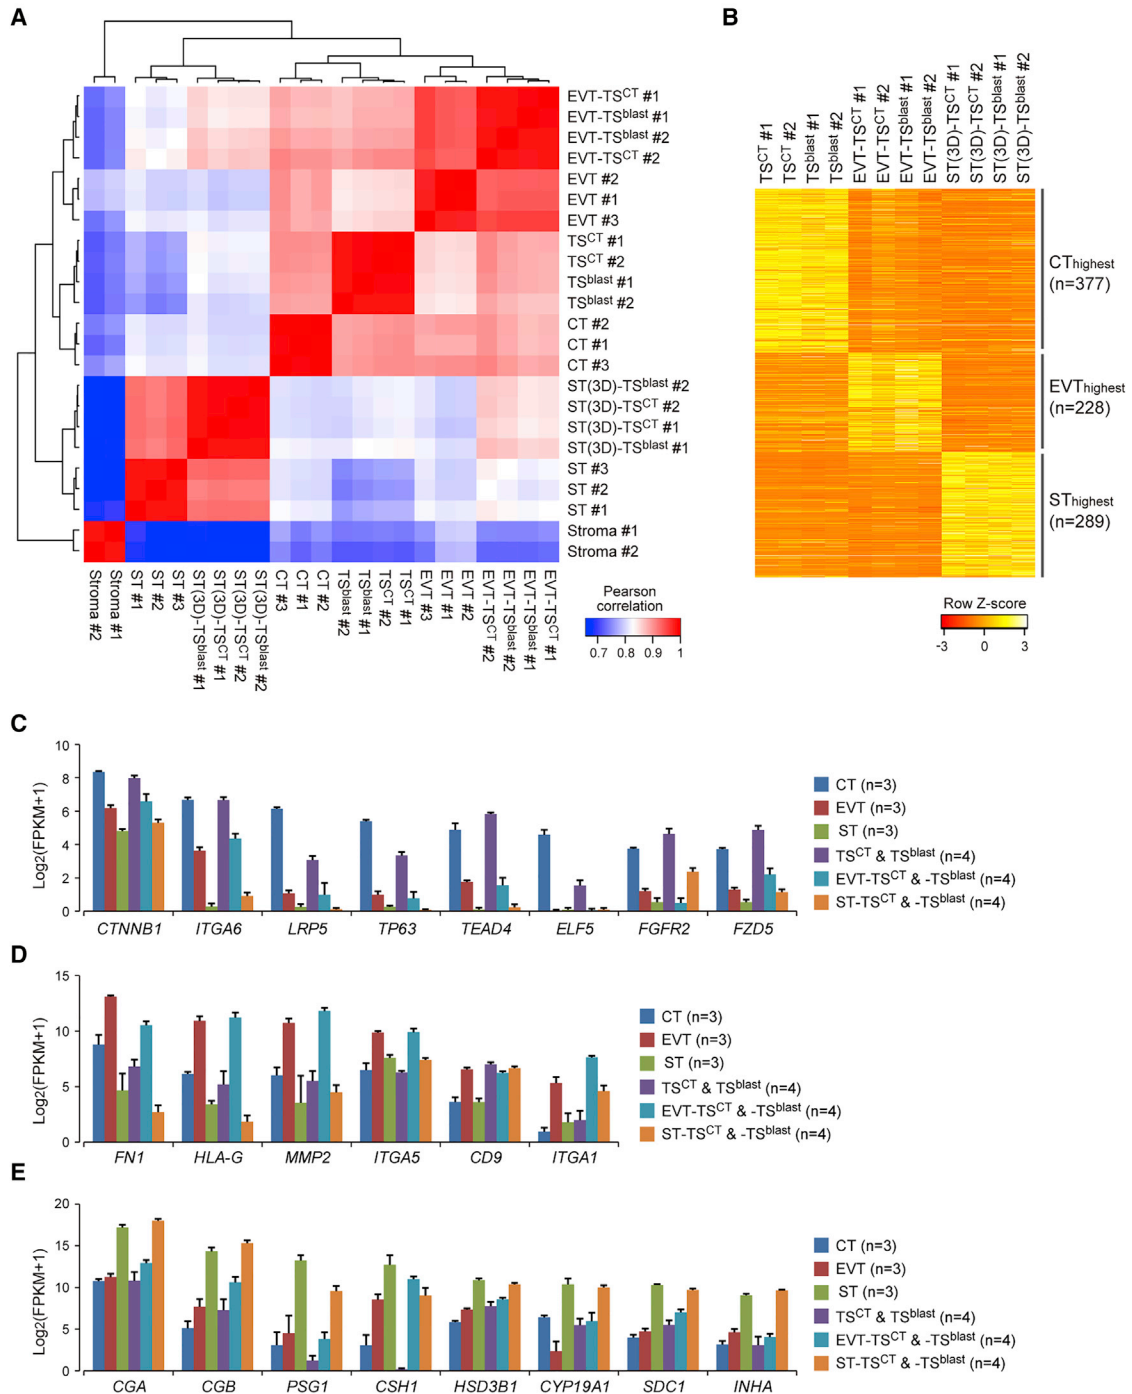 A
EVT-TSCT #1
EVT-TSblast #1
EVT-TSblast #2
EVT-TSCT #2
EVT #2
EVT #1
EVT #3
TSCT #1
TSCT #2
TSblast #1
TSblast #2
CT #2
CT #1
CT #3
ST(3D)-TSblast #2
ST(3D)-TSCT #2
ST(3D)-TSCT #1
ST(3D)-TSblast #1
ST #3
ST #2
ST #1
Stroma #1
Stroma #2
Stroma #2
Stroma #1
ST #1
ST #2
ST #3
ST(3D)-TSblast #1
ST(3D)-TSCT #1
ST(3D)-TSCT #2
ST(3D)-TSblast #2
CT #3
CT #1
CT #2
TSblast #2
TSblast #1
TSCT #2
TSCT #1
EVT #3
EVT #1
EVT #2
EVT-TSCT #2
EVT-TSblast #2
EVT-TSblast #1
EVT-TSCT #1
Pearson
correlation
0.7 0.8 0.9 1
B
TSCT #1
TSCT #2
TSblast #1
TSblast #2
EVT-TSCT #1
EVT-TSCT #2
EVT-TSblast #1
EVT-TSblast #2
ST(3D)-TSCT #1
ST(3D)-TSCT #2
ST(3D)-TSblast #1
ST(3D)-TSblast #2
CThighest
(n=377)
EVThighest
(n=228)
SThighest
(n=289)
Row Z-score
-3 0 3
C
Log2(FPKM+1)
10
8
6
4
2
0
CTNNB1 ITGA6 LRP5 TP63 TEAD4 ELF5 FGFR2 FZD5
CT (n=3)
EVT (n=3)
ST (n=3)
TSCT & TSblast (n=4)
EVT-TSCT & -TSblast (n=4)
ST-TSCT & -TSblast (n=4)
D
Log2(FPKM+1)
15
10
5
0
FN1 HLA-G MMP2 ITGA5 CD9 ITGA1
CT (n=3)
EVT (n=3)
ST (n=3)
TSCT & TSblast (n=4)
EVT-TSCT & -TSblast (n=4)
ST-TSCT & -TSblast (n=4)
E
Log2(FPKM+1)
20
15
10
5
0
CGA CGB PSG1 CSH1 HSD3B1 CYP19A1 SDC1 INHA
CT (n=3)
EVT (n=3)
ST (n=3)
TSCT & TSblast (n=4)
EVT-TSCT & -TSblast (n=4)
ST-TSCT & -TSblast (n=4)